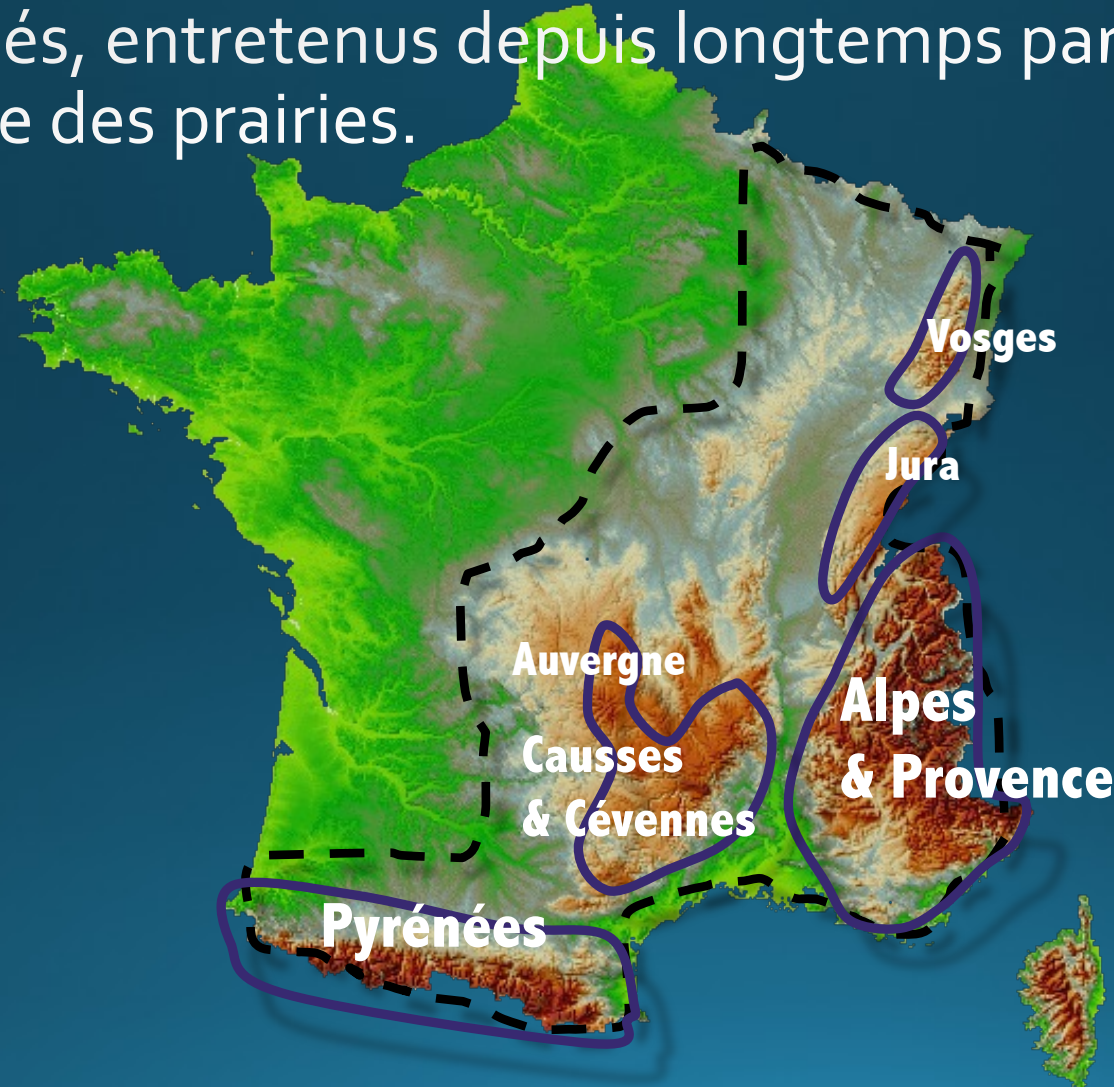 és, entretenus depuis longtemps par
e des prairies.
Vosges
Jura
Auvergne
Alpes
& Provence
Causses
& Cévennes
Pyrénées